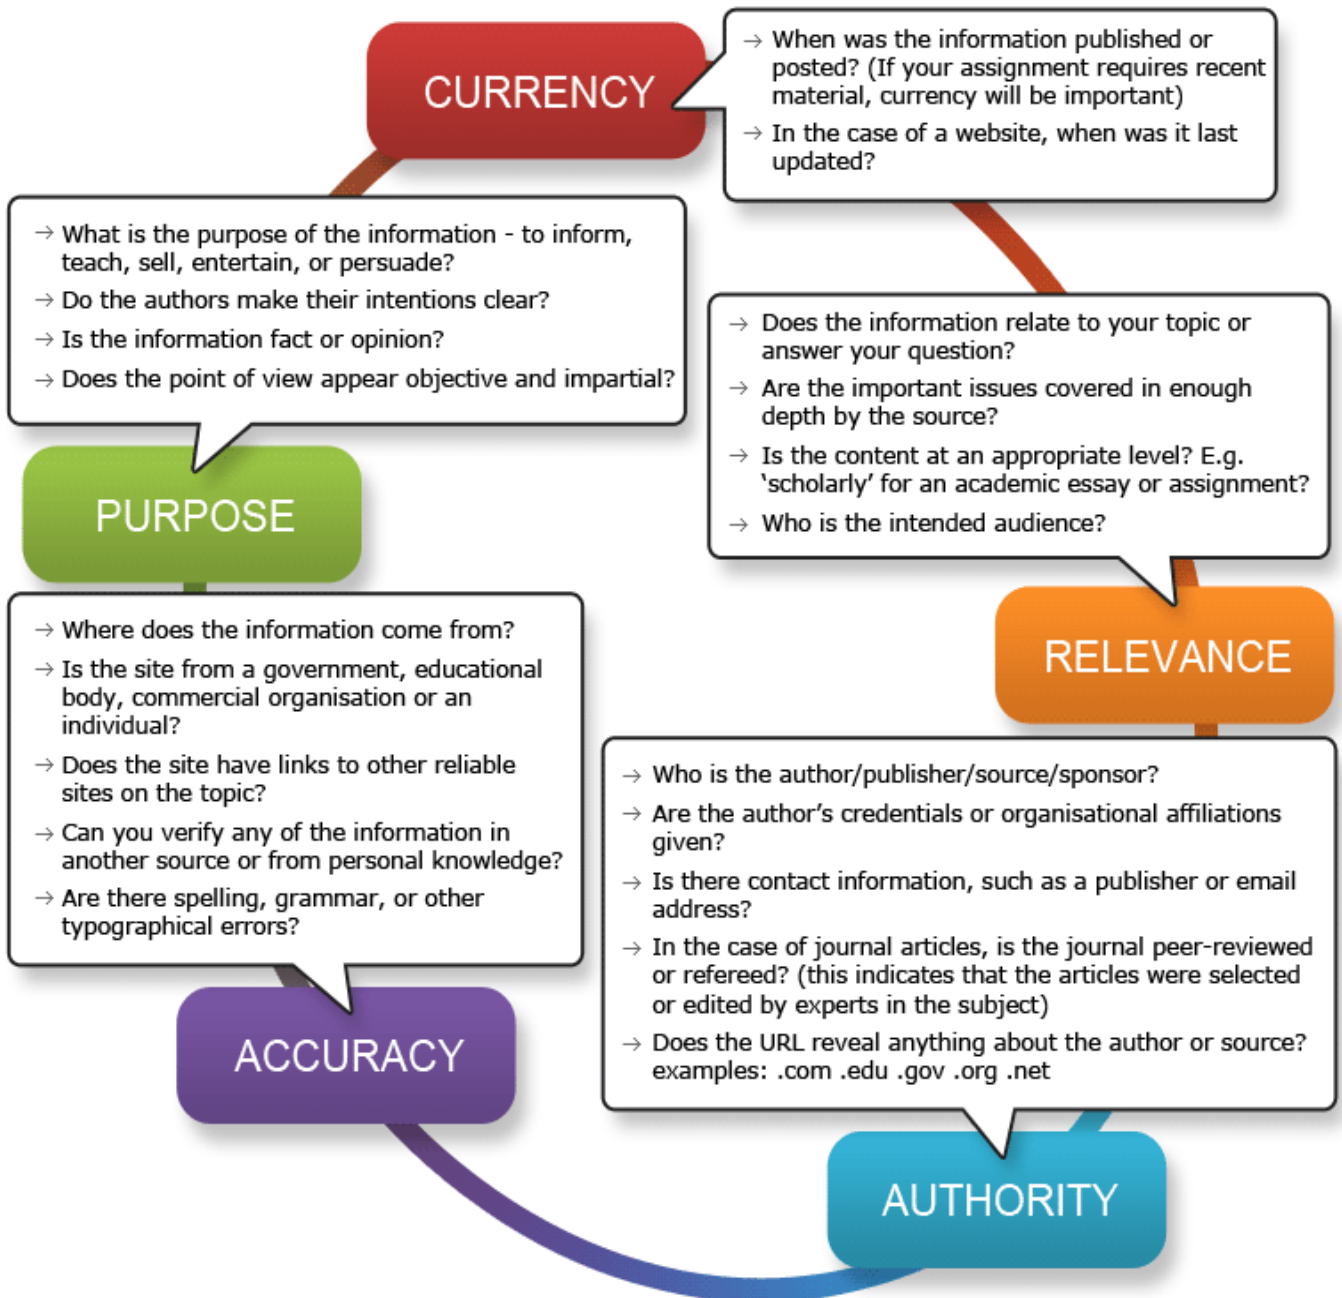 CURRENCY
→ When was the information published or
posted? (If your assignment requires recent
material, currency will be important)
→ In the case of a website, when was it last
updated?
→ What is the purpose of the information - to inform,
teach, sell, entertain, or persuade?
→ Do the authors make their intentions clear?
→ Is the information fact or opinion?
→ Does the point of view appear objective and impartial?
PURPOSE
→ Does the information relate to your topic or
answer your question?
→ Are the important issues covered in enough
depth by the source?
→ Is the content at an appropriate level? E.g.
‘scholarly’ for an academic essay or assignment?
→ Who is the intended audience?
RELEVANCE
→ Where does the information come from?
→ Is the site from a government, educational
body, commercial organisation or an
individual?
→ Does the site have links to other reliable
sites on the topic?
→ Can you verify any of the information in
another source or from personal knowledge?
→ Are there spelling, grammar, or other
typographical errors?
ACCURACY
→ Who is the author/publisher/source/sponsor?
→ Are the author’s credentials or organisational affiliations
given?
→ Is there contact information, such as a publisher or email
address?
→ In the case of journal articles, is the journal peer-reviewed
or refereed? (this indicates that the articles were selected
or edited by experts in the subject)
→ Does the URL reveal anything about the author or source?
examples: .com .edu .gov .org .net
AUTHORITY